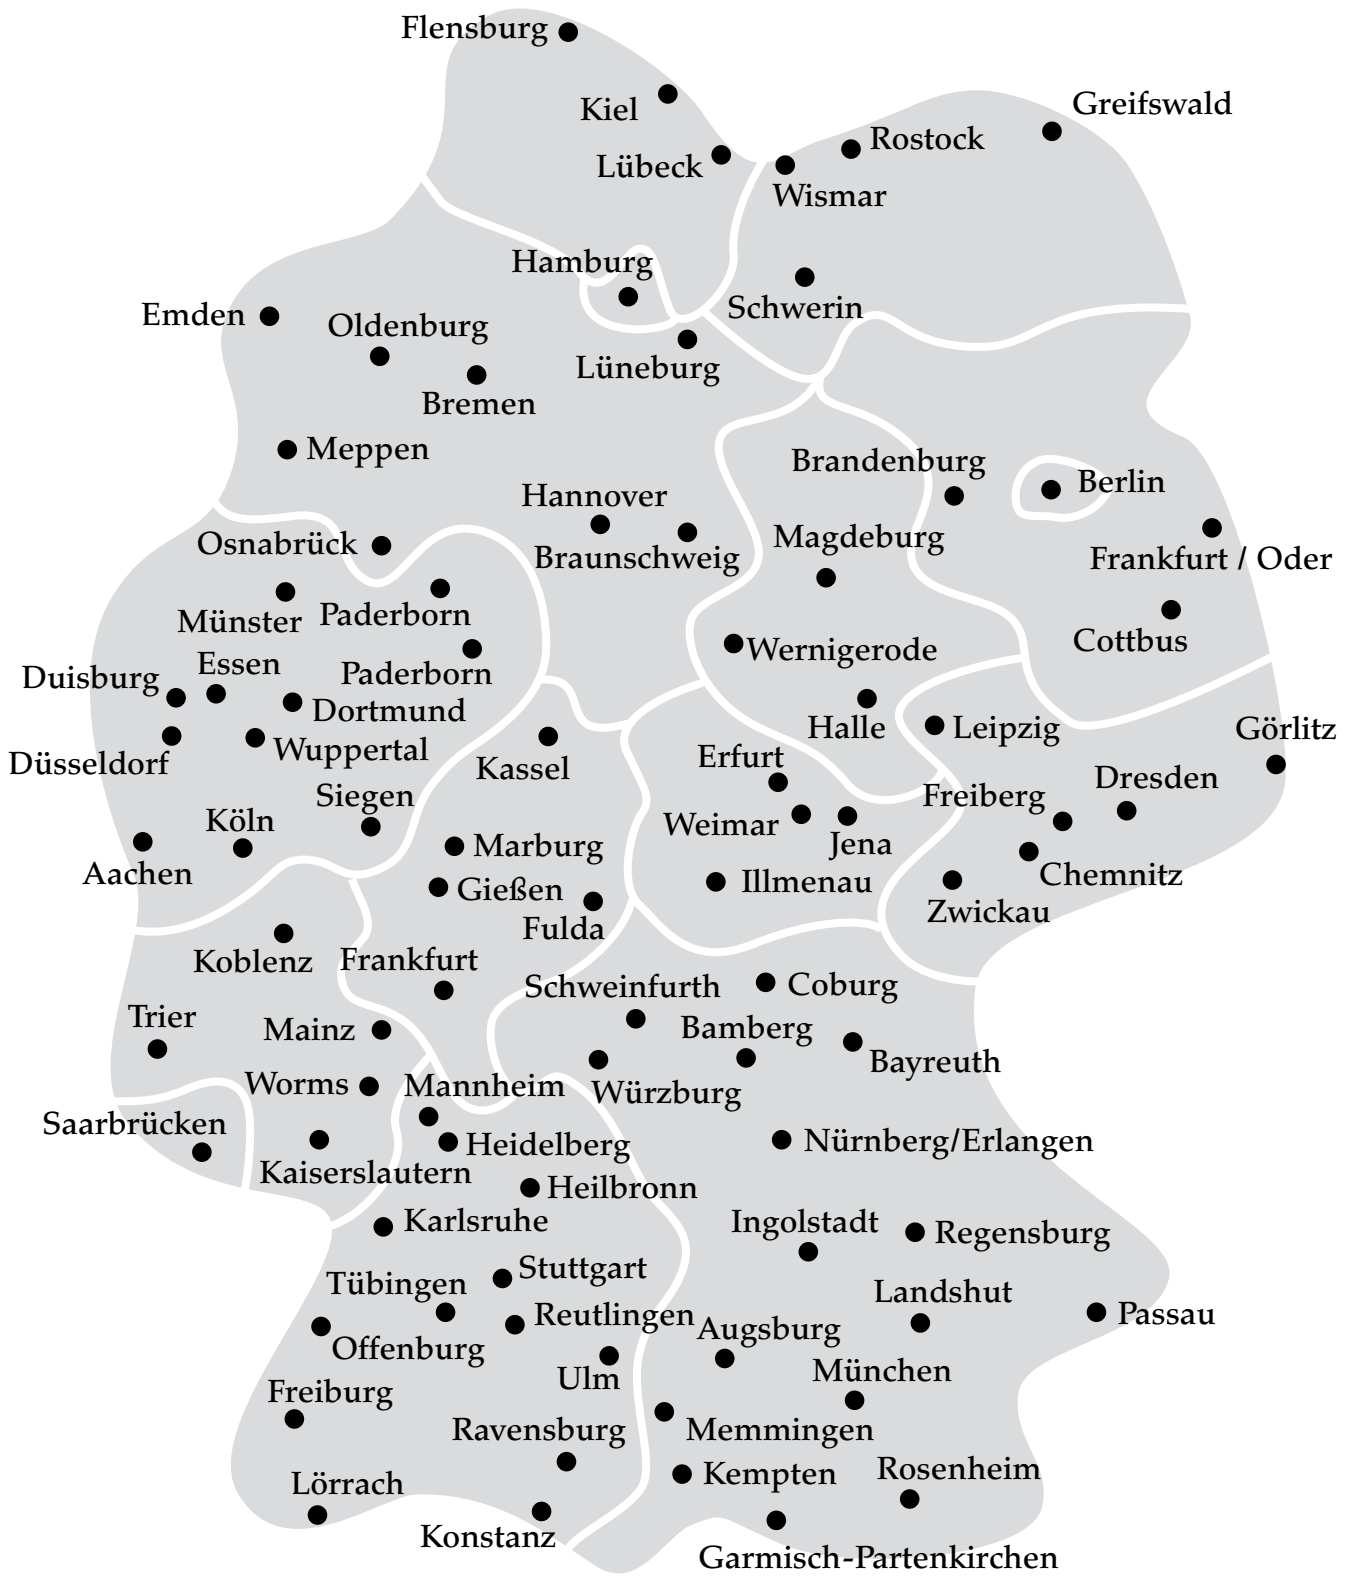 Flensburg
Greifswald
Kiel
Rostock
Lübeck
Wismar
Hamburg
Schwerin
Emden
Oldenburg
Lüneburg
Bremen
Meppen
Brandenburg
Berlin
Hannover
Magdeburg
Osnabrück
Braunschweig
Frankfurt / Oder
Münster
Paderborn
Cottbus
Wernigerode
Essen
Duisburg
Paderborn
Dortmund
Halle
Leipzig
Görlitz
Düsseldorf
Wuppertal
Kassel
Erfurt
Dresden
Siegen
Freiberg
Köln
Weimar
Jena
Marburg
Aachen
Chemnitz
Gießen
Illmenau
Zwickau
Fulda
Koblenz
Frankfurt
Schweinfurth
Coburg
Trier
Mainz
Bamberg
Bayreuth
Worms
Mannheim
Würzburg
Saarbrücken
Nürnberg/Erlangen
Heidelberg
Kaiserslautern
Heilbronn
Karlsruhe
Ingolstadt
Regensburg
Stuttgart
Tübingen
Landshut
Reutlingen
Passau
Augsburg
Offenburg
München
Ulm
Freiburg
Ravensburg
Memmingen
Kempten
Rosenheim
Lörrach
Konstanz
Garmisch-Partenkirchen